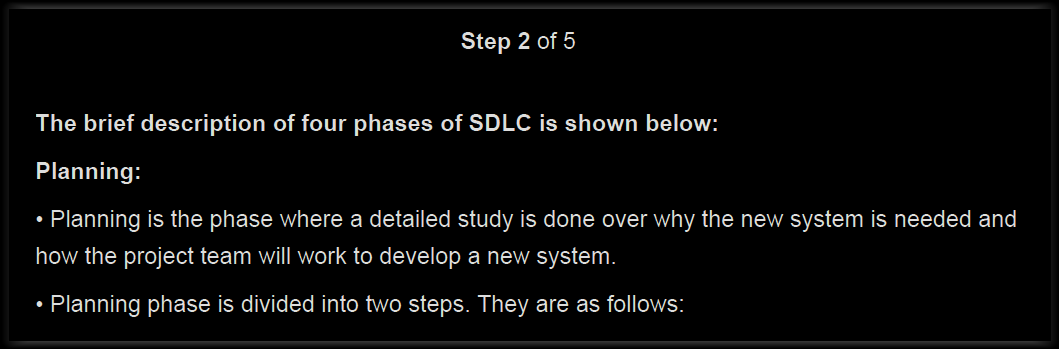 Step 2 of 5
The brief description of four phases of SDLC is shown below:
Planning:
• Planning is the phase where a detailed study is done over why the new system is needed and
how the project team will work to develop a new system.
• Planning phase is divided into two steps. They are as follows: